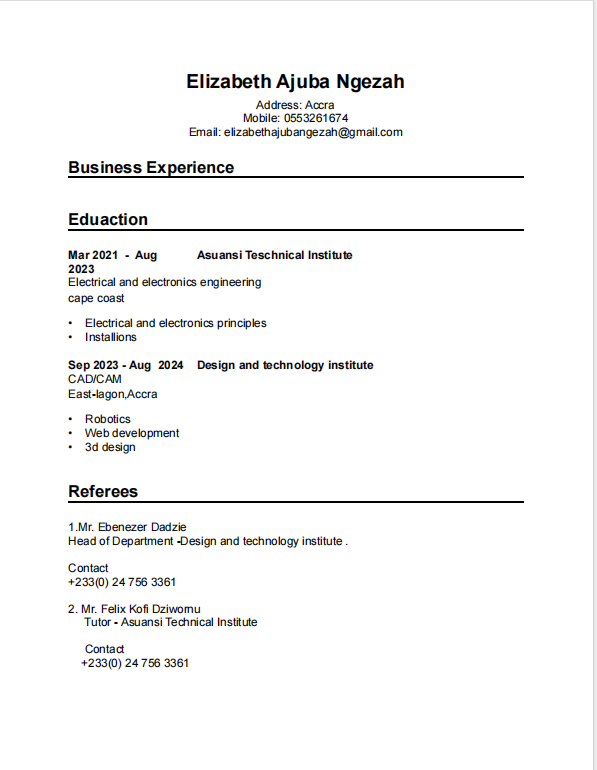 Elizabeth Ajuba Ngezah
Address: Accra
Mobile: 0553261674
Email: elizabethajubangezah@gmail.com
Business Experience
Eduaction
Mar 2021 - Aug 2023 Asuansi Teschnical Institute
Electrical and electronics engineering
cape coast
• Electrical and electronics principles
• Installions
Sep 2023 - Aug 2024 Design and technology institute
CAD/CAM
East-lagon,Accra
• Robotics
• Web development
• 3d design
Referees
1.Mr. Ebenezer Dadzie
Head of Department -Design and technology institute .
Contact
+233(0) 24 756 3361
2. Mr. Felix Kofi Dziwornu
Tutor - Asuansi Technical Institute
Contact
+233(0) 24 756 3361